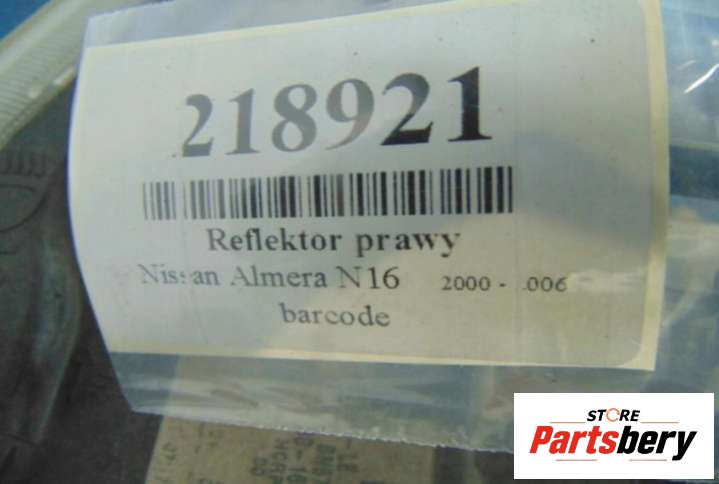 218921
Reflektor prawy
Nissan Almera N16 2000 - .006
barcode
STORE
Partsbery